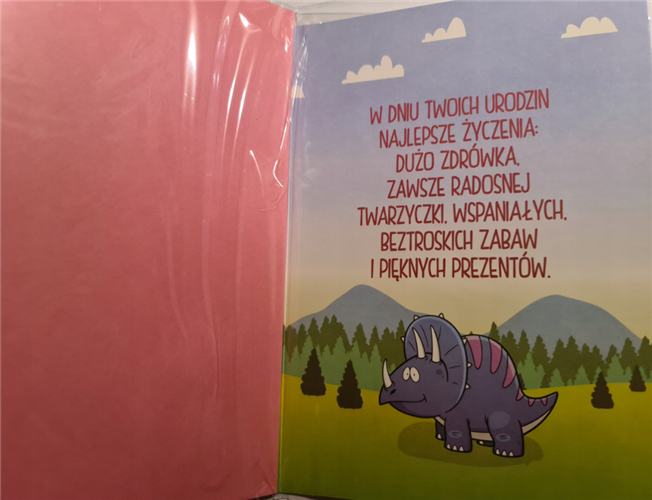 W DNIU TWOICH URODZIN
NAJLEPSZE ŻYCZENIA:
DUŻO ZDRÓWKA,
ZAWSZE RADOSNEJ
TWARZYCZKI, WSPANIAŁYCH,
BEZTROSKICH ZABAW
I PIĘKNYCH PREZENTÓW.